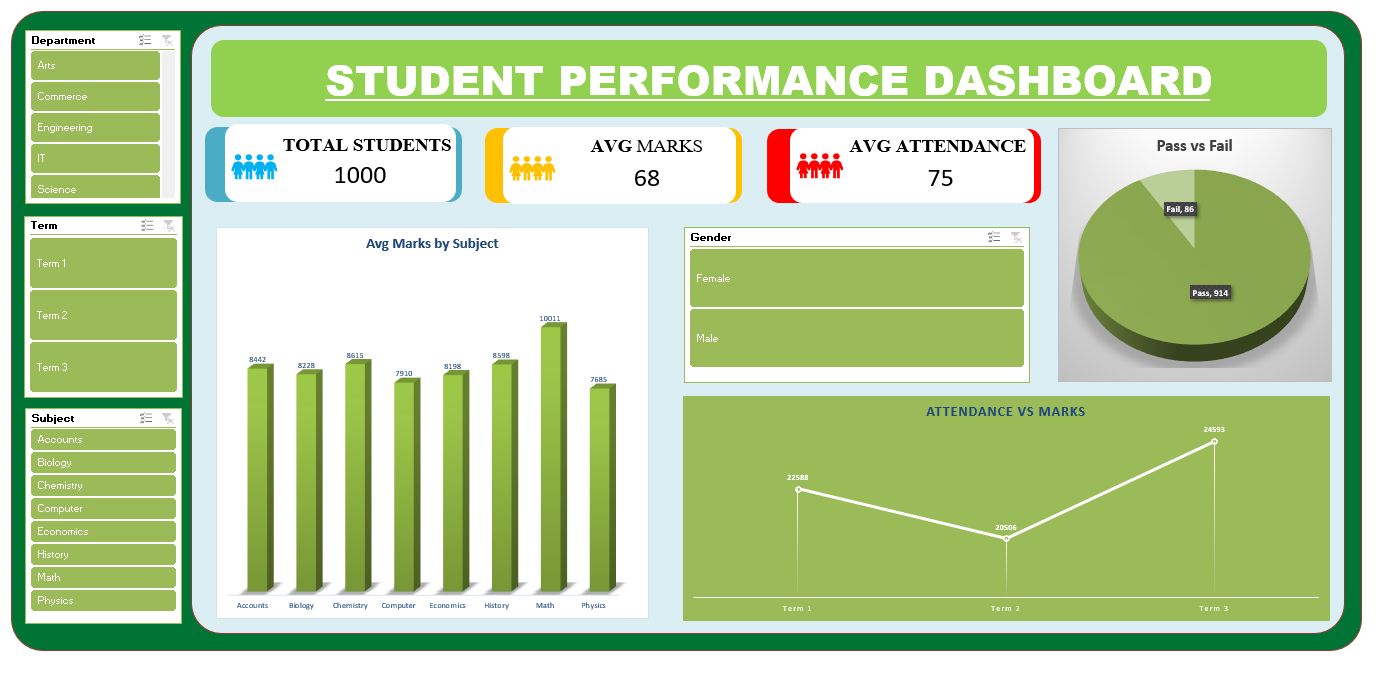 STUDENT PERFORMANCE DASHBOARD
Department
Arts
Commerce
Engineering
IT
Science
Term
Term 1
Term 2
Term 3
Subject
Accounts
Biology
Chemistry
Computer
Economics
History
Math
Physics
TOTAL STUDENTS
1000
AVG MARKS
68
AVG ATTENDANCE
75
Pass vs Fail
Fail, 86
Pass, 914
Avg Marks by Subject
8442
8228
8615
7910
8198
8598
10011
7685
Accounts
Biology
Chemistry
Computer
Economics
History
Math
Physics
Gender
Female
Male
ATTENDANCE VS MARKS
22588
20506
24593
Term 1
Term 2
Term 3